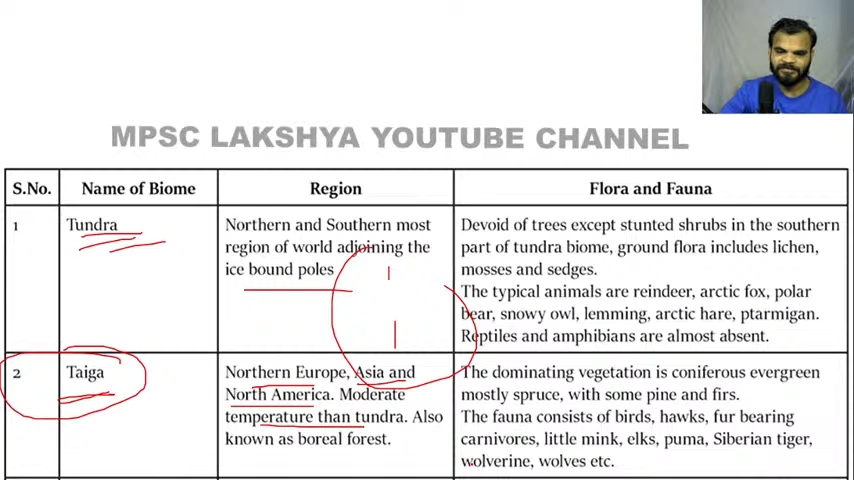 MPSC LAKSHYA YOUTUBE CHANNEL
S.No.
Name of Biome
Region
Flora and Fauna
1
Tundra
Northern and Southern most
region of world adjoining the
ice bound poles
Devoid of trees except stunted shrubs in the southern
part of tundra biome, ground flora includes lichen,
mosses and sedges.
The typical animals are reindeer, arctic fox, polar
bear, snowy owl, lemming, arctic hare, ptarmigan.
Reptiles and amphibians are almost absent.
2
Taiga
Northern Europe, Asia and
North America. Moderate
temperature than tundra. Also
known as boreal forest.
The dominating vegetation is coniferous evergreen
mostly spruce, with some pine and firs.
The fauna consists of birds, hawks, fur bearing
carnivores, little mink, elks, puma, Siberian tiger,
wolverine, wolves etc.